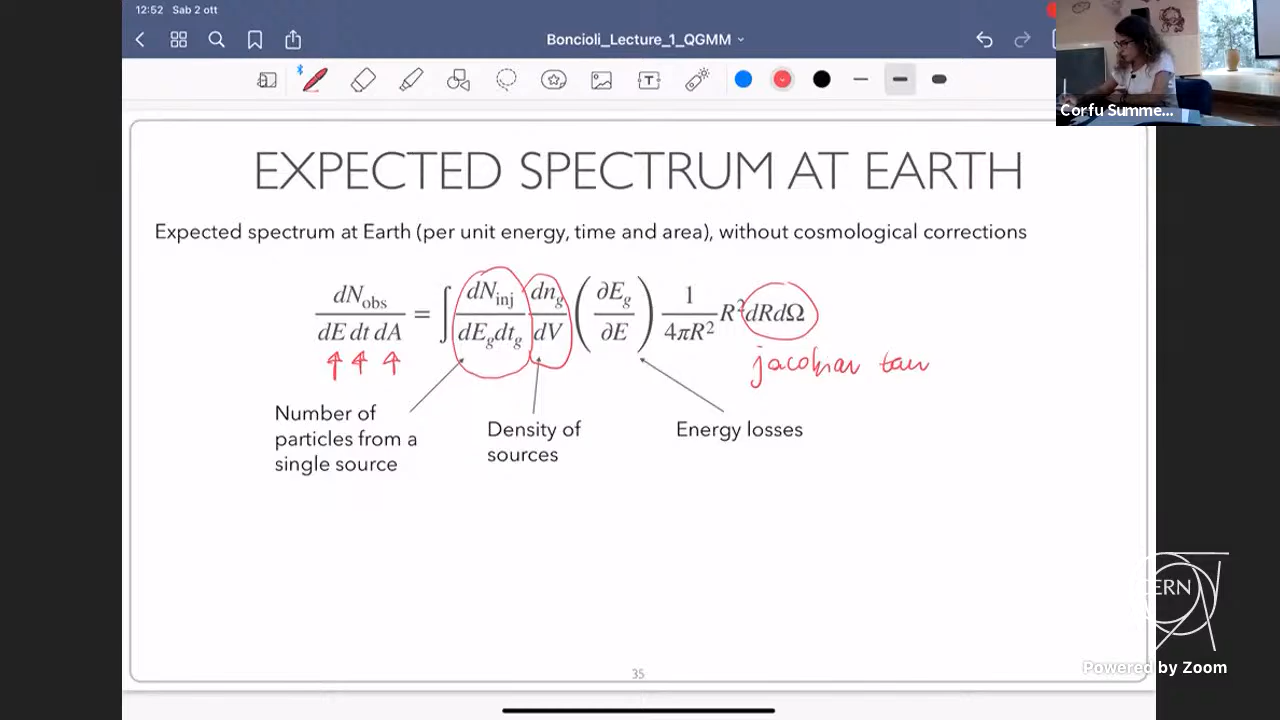 12:52 Sab 2 ott
Boncioli_Lecture_1_QGMM
Corfu Summe...
EXPECTED SPECTRUM AT EARTH
Expected spectrum at Earth (per unit energy, time and area), without cosmological corrections
dN_obs / dE dt dA = ∫ dN_inj / dE_g dt_g dn_g / dV (∂E_g / ∂E) 1 / 4πR² R² dR dΩ
Number of
particles from a
single source
Density of
sources
Energy losses
35
CERN
Powered by Zoom